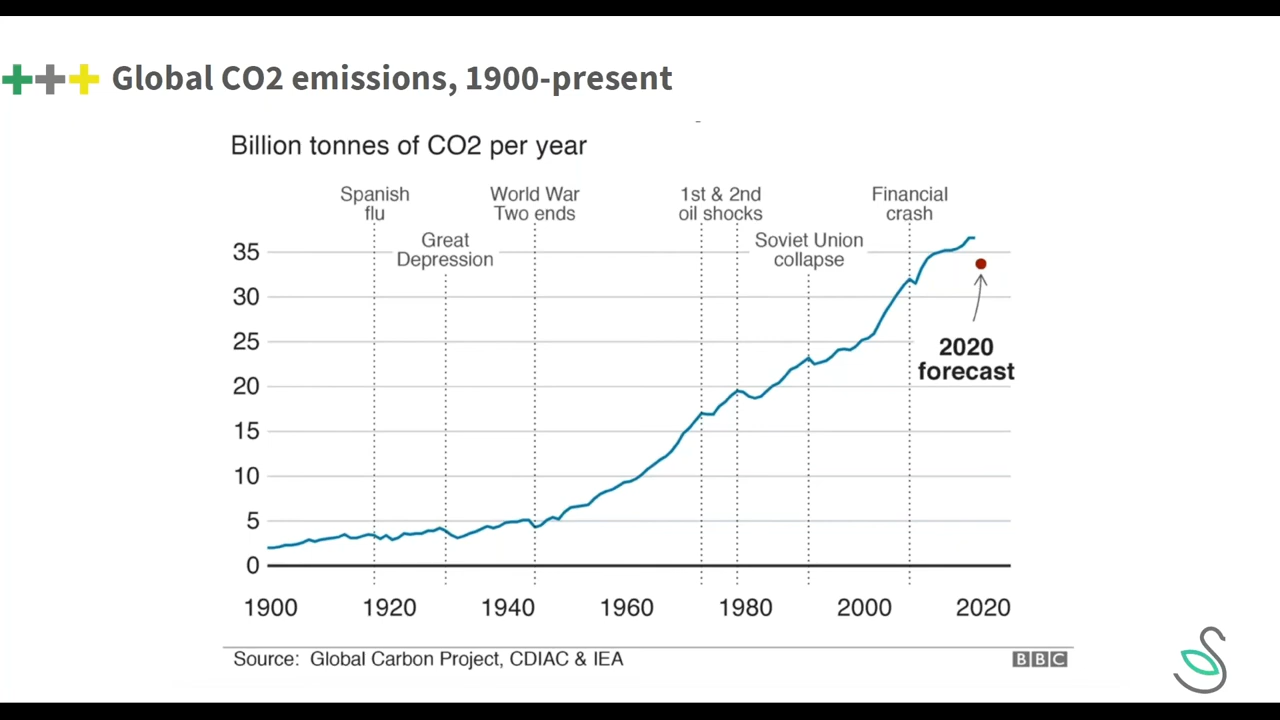 Global CO2 emissions, 1900-present
Billion tonnes of CO2 per year
Spanish
flu
World War
Two ends
1st & 2nd
oil shocks
Financial
crash
Great
Depression
Soviet Union
collapse
35
30
25
20
15
10
5
0
2020
forecast
1900 1920 1940 1960 1980 2000 2020
Source: Global Carbon Project, CDIAC & IEA
BBC